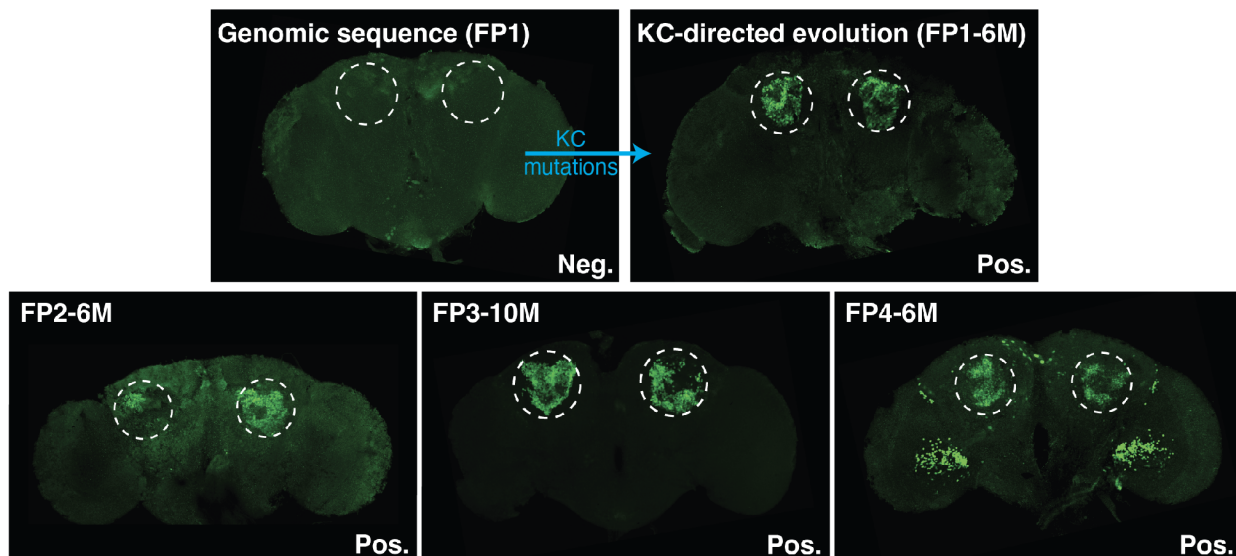 Genomic sequence (FP1)
KC-directed evolution (FP1-6M)
KC
mutations
Neg.
Pos.
FP2-6M
FP3-10M
FP4-6M
Pos.
Pos.
Pos.